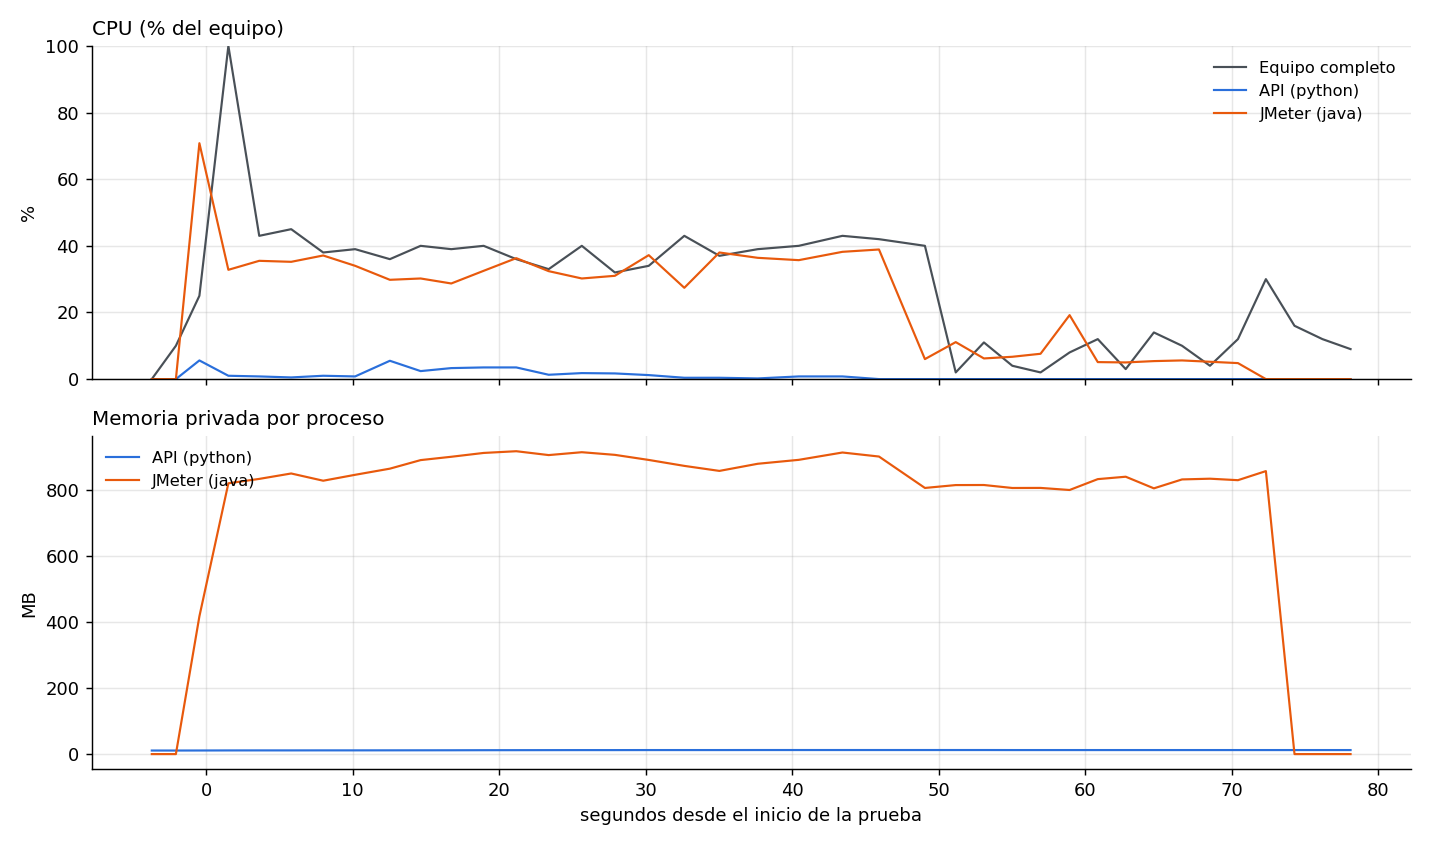 CPU (% del equipo)
100
80
60
40
20
0
%
Equipo completo
API (python)
JMeter (java)
Memoria privada por proceso
API (python)
JMeter (java)
800
600
400
200
0
MB
0 10 20 30 40 50 60 70 80
segundos desde el inicio de la prueba